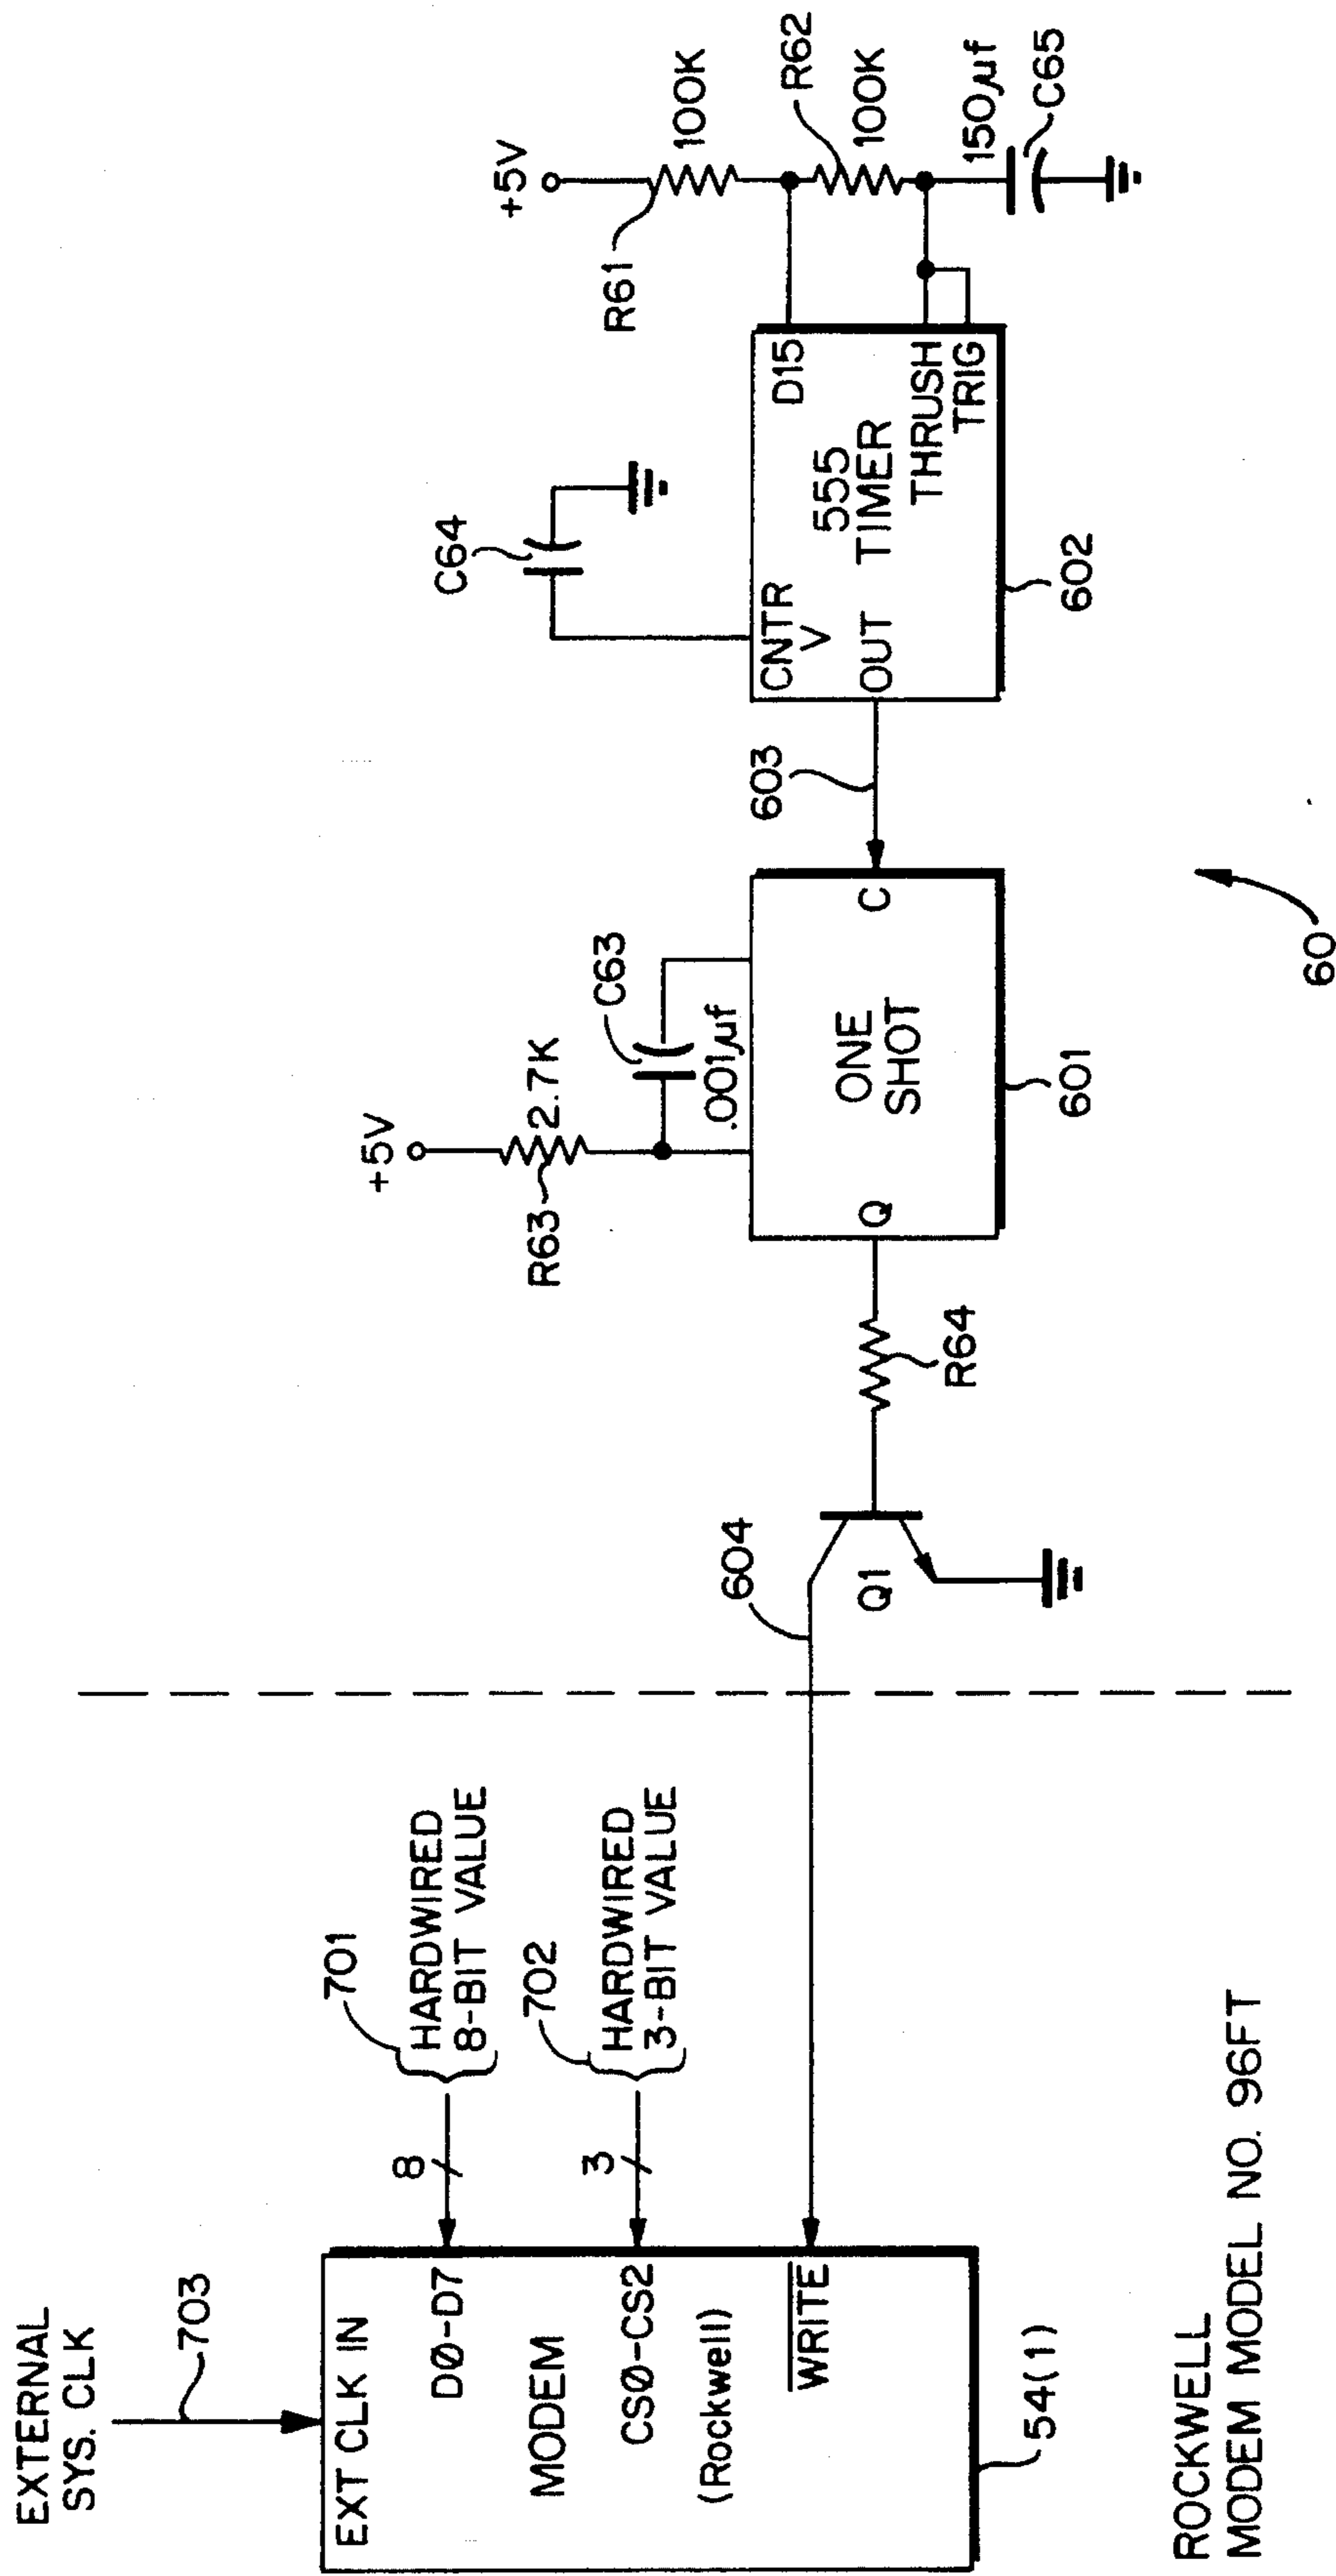 EXTERNAL
SYS. CLK
703
EXT CLK IN
DØ-D7
MODEM
CSØ-CS2
(Rockwell)
WRITE
54(1)
8
701
HARDWIRED
8-BIT VALUE
3
702
HARDWIRED
3-BIT VALUE
ROCKWELL
MODEM MODEL NO. 96FT
604
Q1
R64
+5V
R63
2.7K
C63
.001µf
Q
ONE
SHOT
C
601
603
C64
CNTR
V
OUT
555
TIMER
D15
THRUSH
TRIG
602
+5V
R61
100K
R62
100K
150µf
C65
60